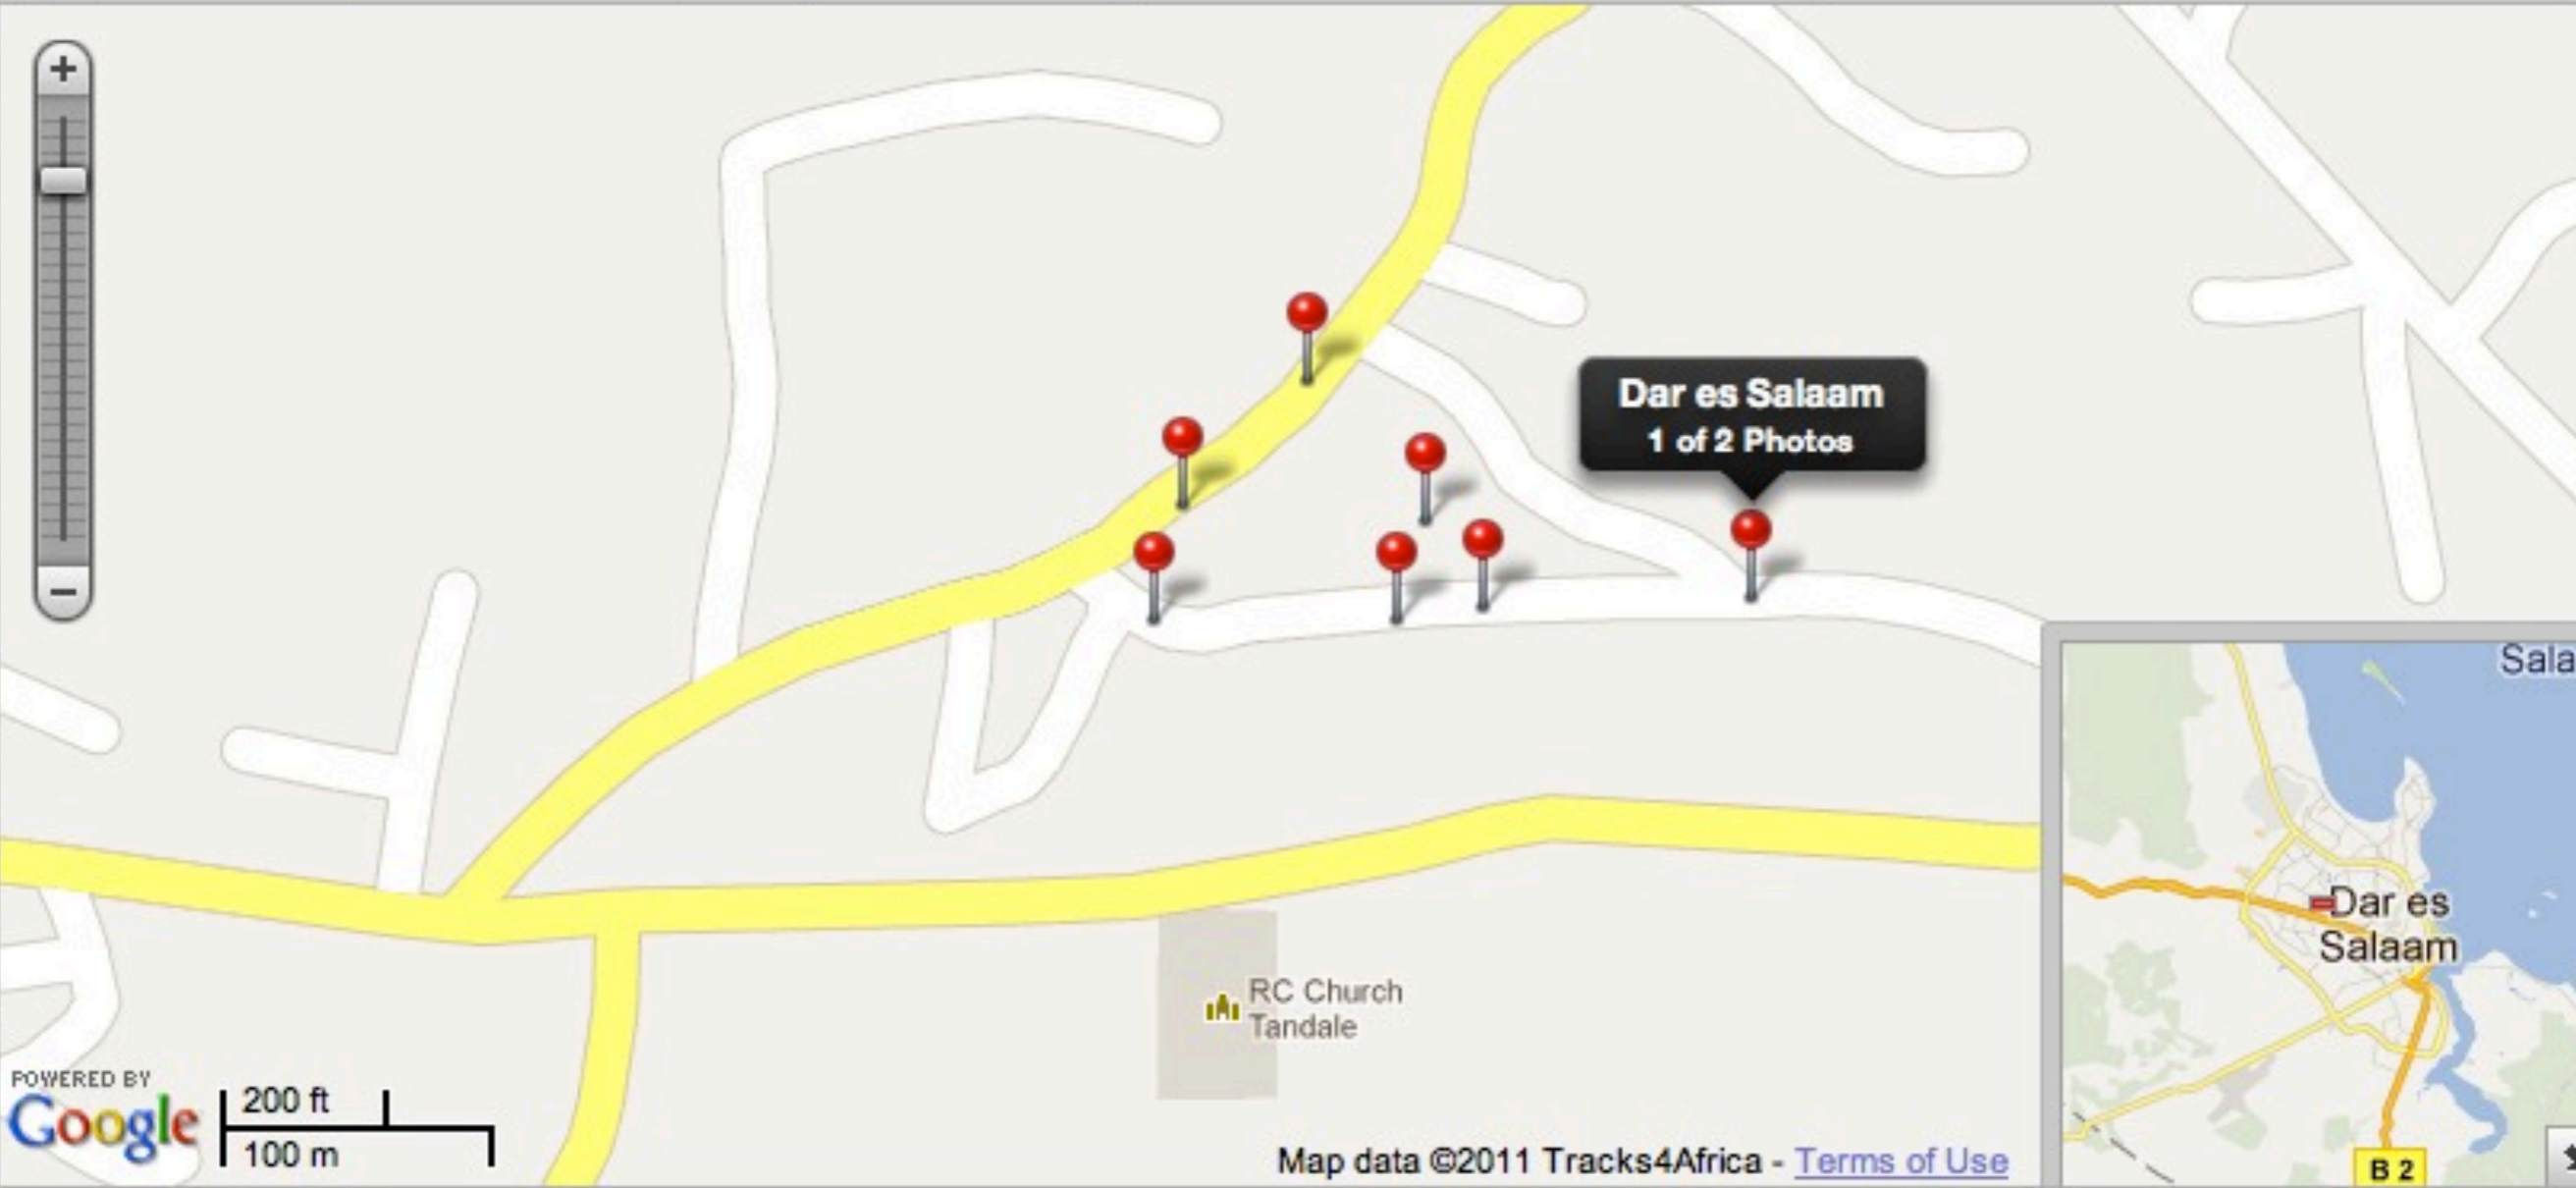 +
Dar es Salaam
1 of 2 Photos
−
Sala
Dar es
Salaam
RC Church
Tandale
POWERED BY
Google
200 ft
100 m
Map data ©2011 Tracks4Africa - Terms of Use
B 2